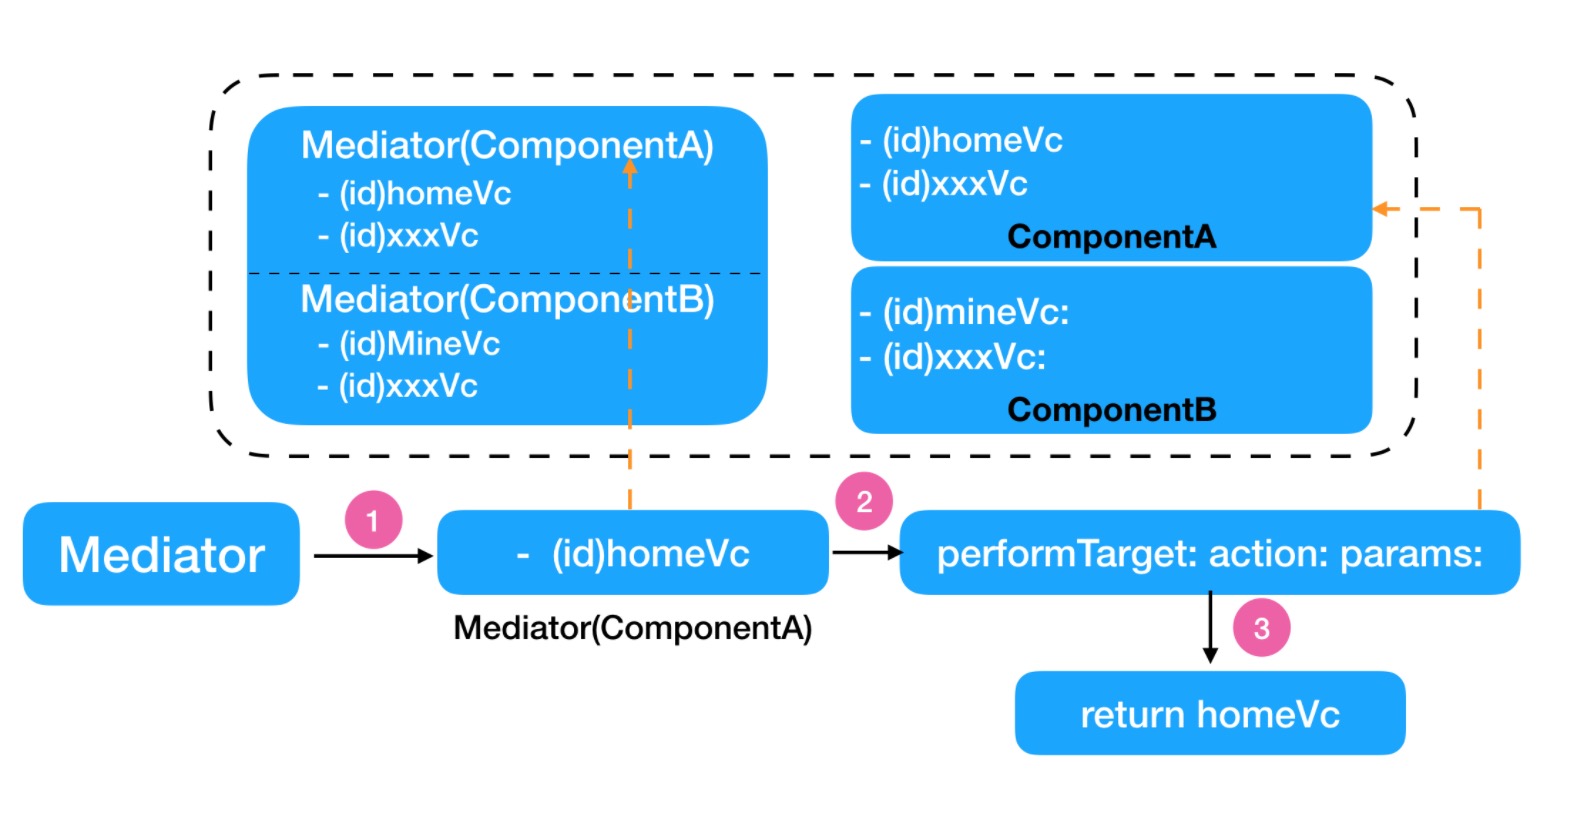 Mediator(ComponentA)
- (id)homeVc
- (id)xxxVc
Mediator(ComponentB)
- (id)MineVc
- (id)xxxVc
- (id)homeVc
- (id)xxxVc
ComponentA
- (id)mineVc:
- (id)xxxVc:
ComponentB
Mediator
1
- (id)homeVc
Mediator(ComponentA)
2
performTarget: action: params:
3
return homeVc